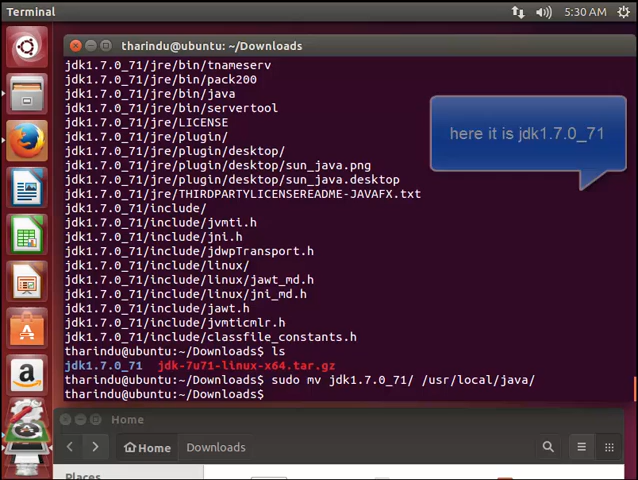 Terminal
5:30 AM
tharindu@ubuntu: ~/Downloads
jdk1.7.0_71/jre/bin/tnameserv
jdk1.7.0_71/jre/bin/pack200
jdk1.7.0_71/jre/bin/java
jdk1.7.0_71/jre/bin/servertool
jdk1.7.0_71/jre/LICENSE
jdk1.7.0_71/jre/plugin/
jdk1.7.0_71/jre/plugin/desktop/
jdk1.7.0_71/jre/plugin/desktop/sun_java.png
jdk1.7.0_71/jre/plugin/desktop/sun_java.desktop
jdk1.7.0_71/jre/THIRDPARTYLICENSEREADME-JAVAFX.txt
jdk1.7.0_71/include/
jdk1.7.0_71/include/jvmti.h
jdk1.7.0_71/include/jni.h
jdk1.7.0_71/include/jdwpTransport.h
jdk1.7.0_71/include/linux/
jdk1.7.0_71/include/linux/jawt_md.h
jdk1.7.0_71/include/linux/jni_md.h
jdk1.7.0_71/include/jawt.h
jdk1.7.0_71/include/jvmticmlr.h
jdk1.7.0_71/include/classfile_constants.h
tharindu@ubuntu:~/Downloads$ ls
jdk1.7.0_71 jdk-7u71-linux-x64.tar.gz
tharindu@ubuntu:~/Downloads$ sudo mv jdk1.7.0_71/ /usr/local/java/
tharindu@ubuntu:~/Downloads$
here it is jdk1.7.0_71
Home
Home Downloads
Places